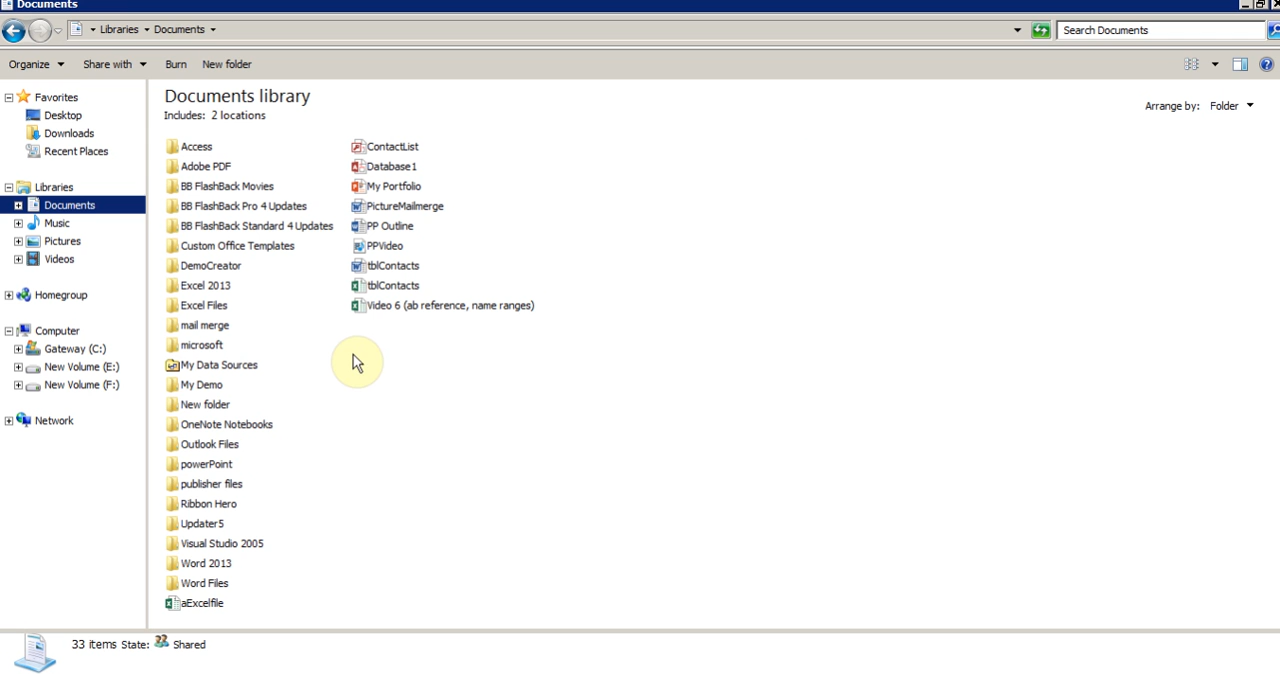 Documents
Libraries
Documents
Search Documents
Organize
Share with
Burn
New folder
Favorites
Desktop
Downloads
Recent Places
Libraries
Documents
Music
Pictures
Videos
Homegroup
Computer
Gateway (C:)
New Volume (E:)
New Volume (F:)
Network
Documents library
Includes: 2 locations
Arrange by: Folder
Access
Adobe PDF
BB FlashBack Movies
BB FlashBack Pro 4 Updates
BB FlashBack Standard 4 Updates
Custom Office Templates
DemoCreator
Excel 2013
Excel Files
mail merge
microsoft
My Data Sources
My Demo
New folder
OneNote Notebooks
Outlook Files
powerPoint
publisher files
Ribbon Hero
Updater5
Visual Studio 2005
Word 2013
Word Files
aExcelfile
ContactList
Database1
My Portfolio
PictureMailmerge
PP Outline
PPVideo
tblContacts
tblContacts
Video 6 (ab reference, name ranges)
33 items State: Shared